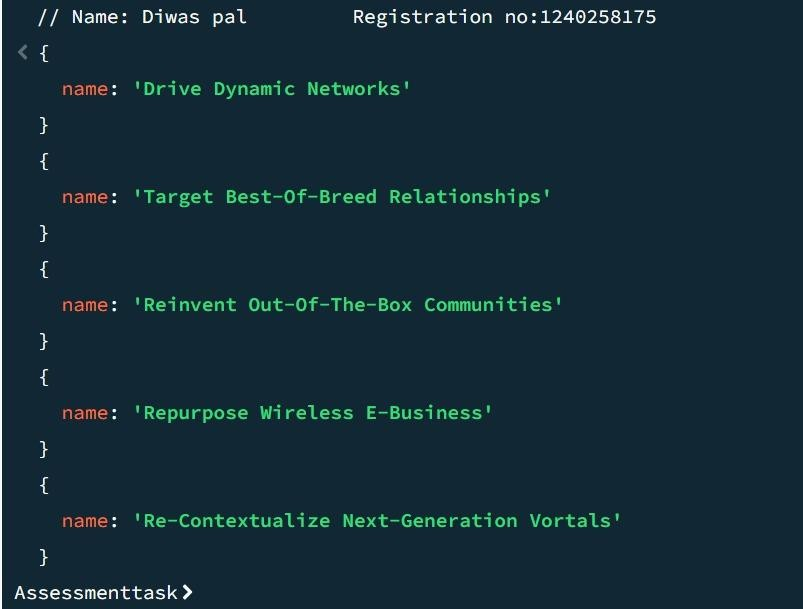 // Name: Diwas pal Registration no:1240258175
< {
name: 'Drive Dynamic Networks'
}
{
name: 'Target Best-Of-Breed Relationships'
}
{
name: 'Reinvent Out-Of-The-Box Communities'
}
{
name: 'Repurpose Wireless E-Business'
}
{
name: 'Re-Contextualize Next-Generation Vortals'
}
Assessmenttask>